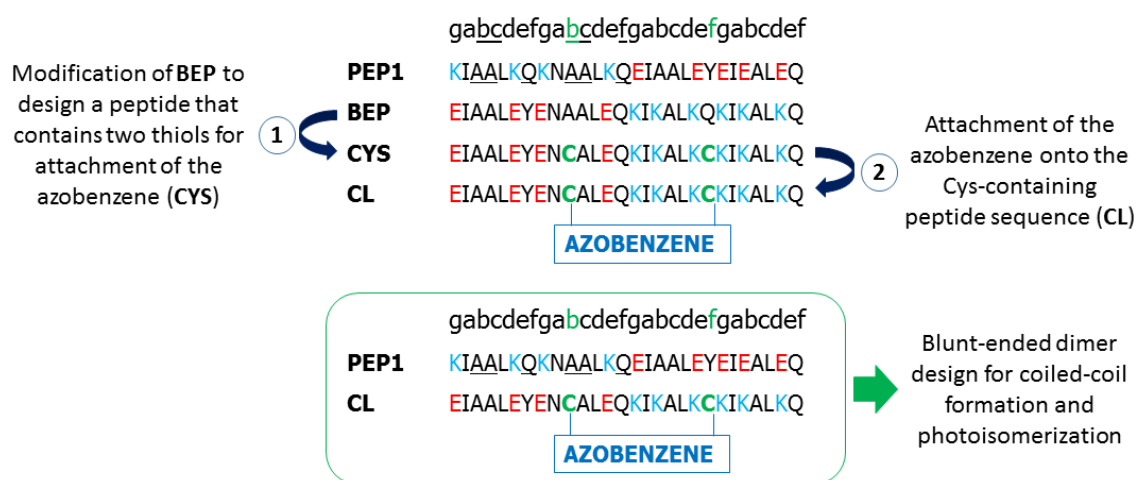 gabcdefgabcdefgabcdefgabcdef
PEP1 KIAALKQKNAALKQEIAALEYEIEALEQ
BEP EIAALEYENAALEQKIKALKQKIKALKQ
CYS EIAALEYENCALEQKIKALKCKIKALKQ
CL EIAALEYENCALEQKIKALKCKIKALKQ
AZOBENZENE
Modification of BEP to
design a peptide that
contains two thiols for
attachment of the
azobenzene (CYS)
1
2
Attachment of the
azobenzene onto the
Cys-containing
peptide sequence (CL)
gabcdefgabcdefgabcdefgabcdef
PEP1 KIAALKQKNAALKQEIAALEYEIEALEQ
CL EIAALEYENCALEQKIKALKCKIKALKQ
AZOBENZENE
Blunt-ended dimer
design for coiled-coil
formation and
photoisomerization